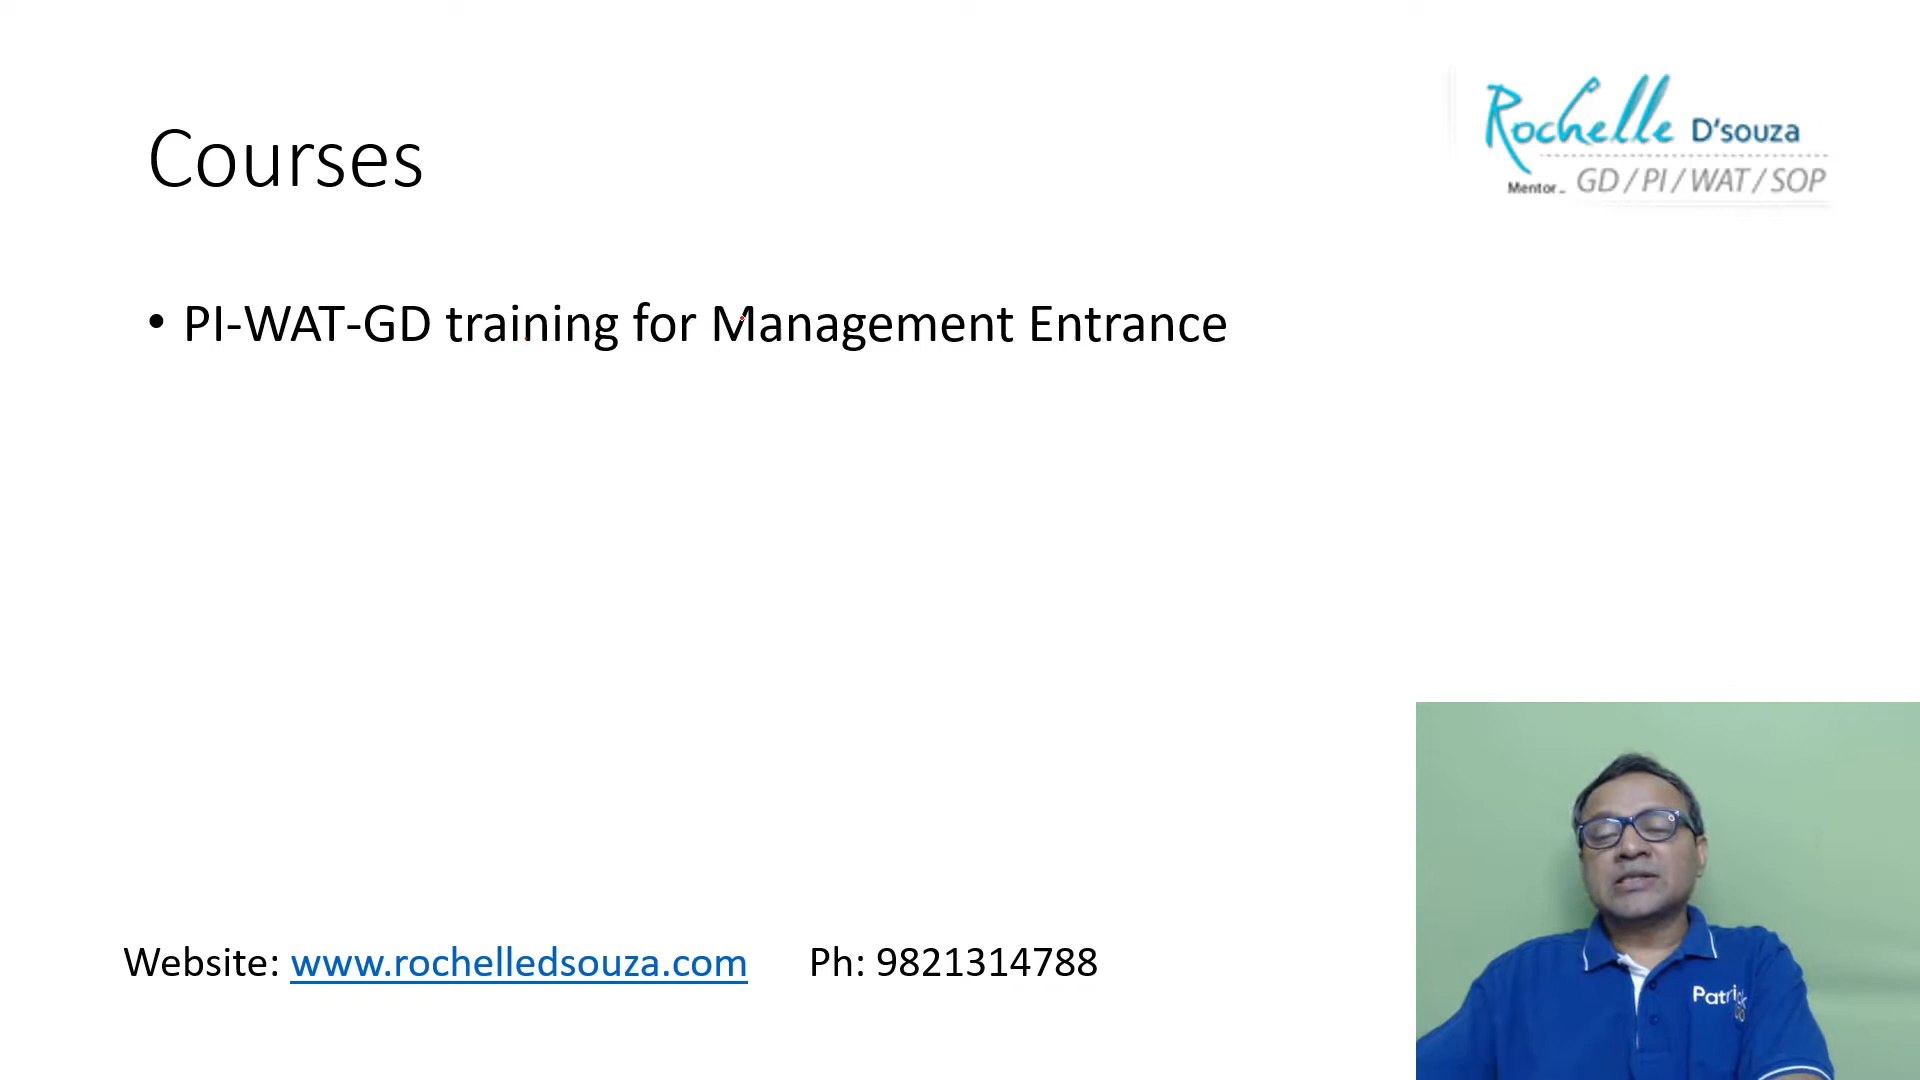 Rochelle D'souza
Mentor - GD / PI / WAT / SOP
Courses
• PI-WAT-GD training for Management Entrance
Website: www.rochelledsouza.com Ph: 9821314788
Patrick